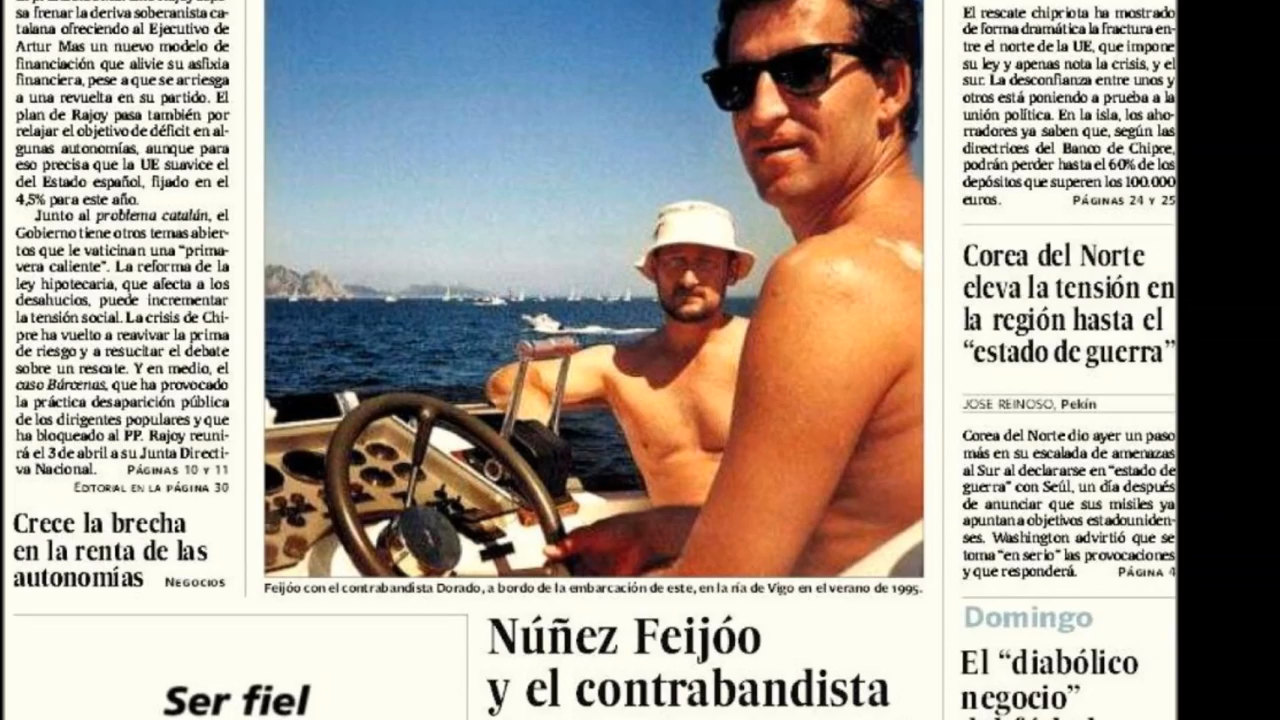 sa frenar la deriva soberanista ca-
talana ofreciendo al Ejecutivo de
Artur Mas un nuevo modelo de
financiación que alivie su asfixia
financiera, pese a que se arriesga
a una revuelta en su partido. El
plan de Rajoy pasa también por
relajar el objetivo de déficit en al-
gunas autonomías, aunque para
eso precisa que la UE suavice el
del Estado español, fijado en el
4,5% para este año.
Junto al problema catalán, el
Gobierno tiene otros temas abier-
tos que le vaticinan una “prima-
vera caliente”. La reforma de la
ley hipotecaria, que afecta a los
desahucios, puede incrementar
la tensión social. La crisis de Chi-
pre ha vuelto a reavivar la prima
de riesgo y a resucitar el debate
sobre un rescate. Y en medio, el
caso Bárcenas, que ha provocado
la práctica desaparición pública
de los dirigentes populares y que
ha bloqueado al PP. Rajoy reuni-
rá el 3 de abril a su Junta Directi-
va Nacional. PÁGINAS 10 Y 11
EDITORIAL EN LA PÁGINA 30
Crece la brecha
en la renta de las
autonomías NEGOCIOS
Feijóo con el contrabandista Dorado, a bordo de la embarcación de este, en la ría de Vigo en el verano de 1995.
Ser fiel
Núñez Feijóo
y el contrabandista
El rescate chipriota ha mostrado
de forma dramática la fractura en-
tre el norte de la UE, que impone
su ley y apenas nota la crisis, y el
sur. La desconfianza entre unos y
otros está poniendo a prueba a la
unión política. En la isla, los aho-
rradores ya saben que, según las
directrices del Banco de Chipre,
podrán perder hasta el 60% de los
depósitos que superen los 100.000
euros. PÁGINAS 24 Y 25
Corea del Norte
eleva la tensión en
la región hasta el
“estado de guerra”
JOSE REINOSO, Pekín
Corea del Norte dio ayer un paso
más en su escalada de amenazas
al Sur al declararse en “estado de
guerra” con Seúl, un día después
de anunciar que sus misiles ya
apuntan a objetivos estadouniden-
ses. Washington advirtió que se
toma “en serio” las provocaciones
y que responderá. PÁGINA 4
Domingo
El “diabólico
negocio”